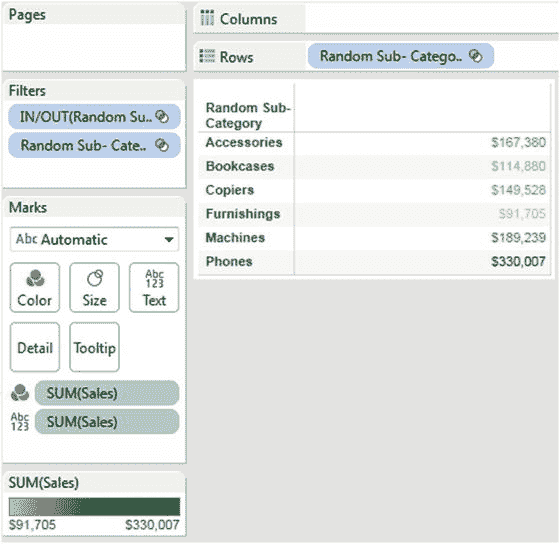 Pages
Columns
Rows
Random Sub- Catego..
Filters
IN/OUT(Random Su..
Random Sub- Cate..
Marks
Abc Automatic
Color
Size
Abc
123
Text
Detail
Tooltip
SUM(Sales)
Abc
123
SUM(Sales)
SUM(Sales)
$91,705
$330,007
Random Sub-
Category
Accessories $167,380
Bookcases $114,880
Copiers $149,528
Furnishings $91,705
Machines $189,239
Phones $330,007